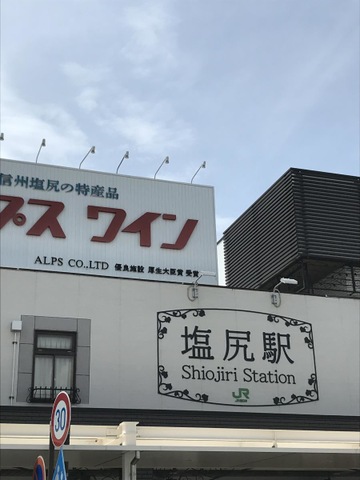 信州塩尻の特産品
プス ワイン
ALPS CO.,LTD 優良施設 厚生大臣賞 受賞
塩尻駅
Shiojiri Station
JR
30